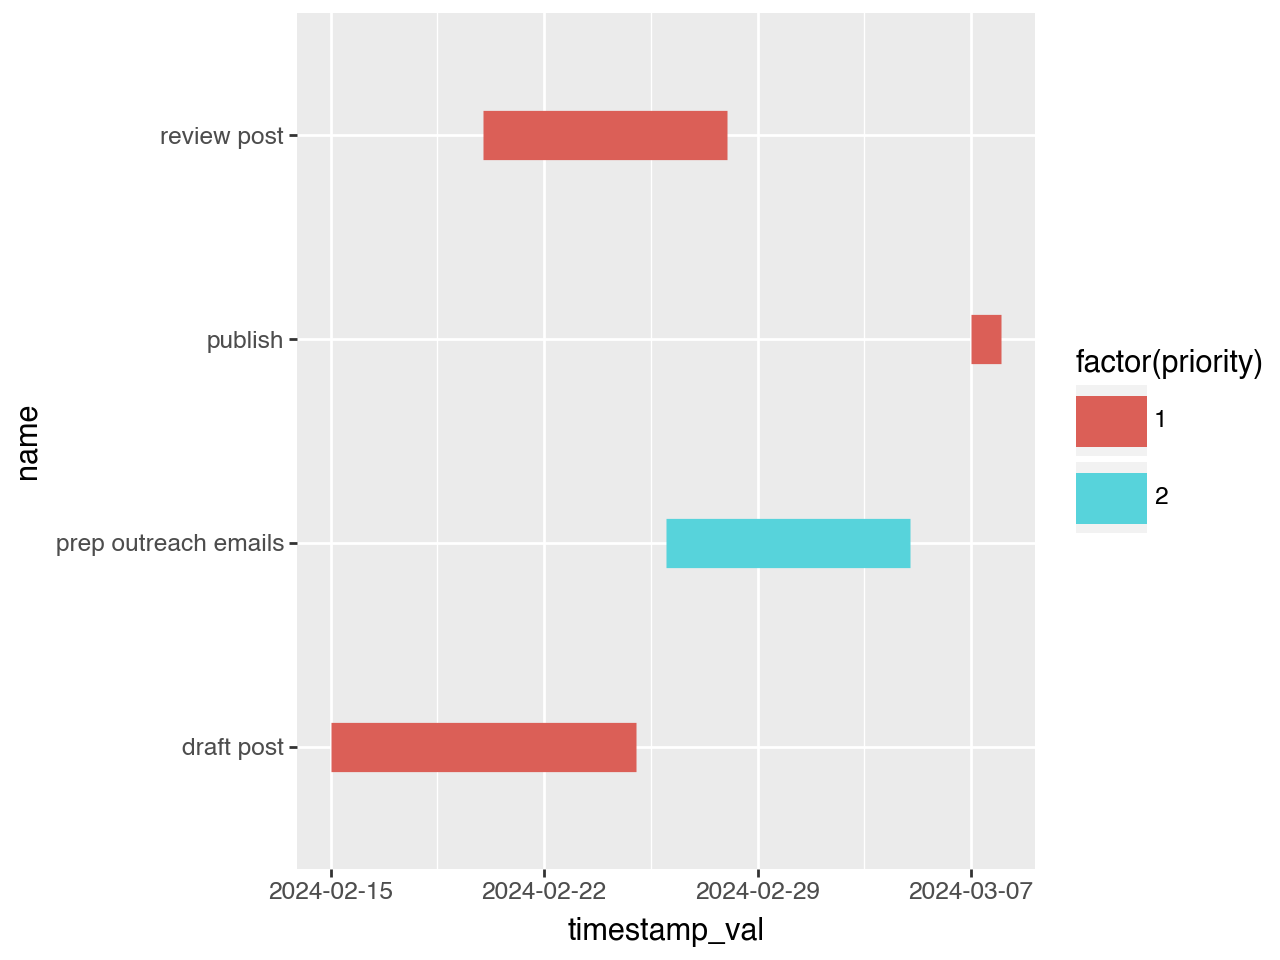 review post
publish
prep outreach emails
draft post
name
2024-02-15
2024-02-22
2024-02-29
2024-03-07
timestamp_val
factor(priority)
1
2